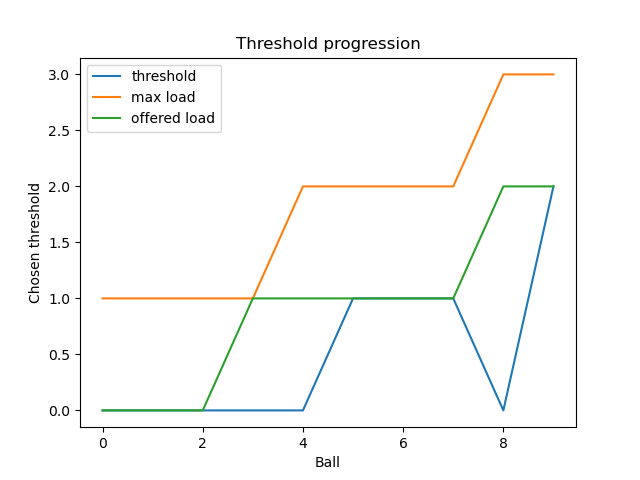 Threshold progression
threshold
max load
offered load
3.0
2.5
2.0
1.5
1.0
0.5
0.0
Chosen threshold
0 2 4 6 8
Ball